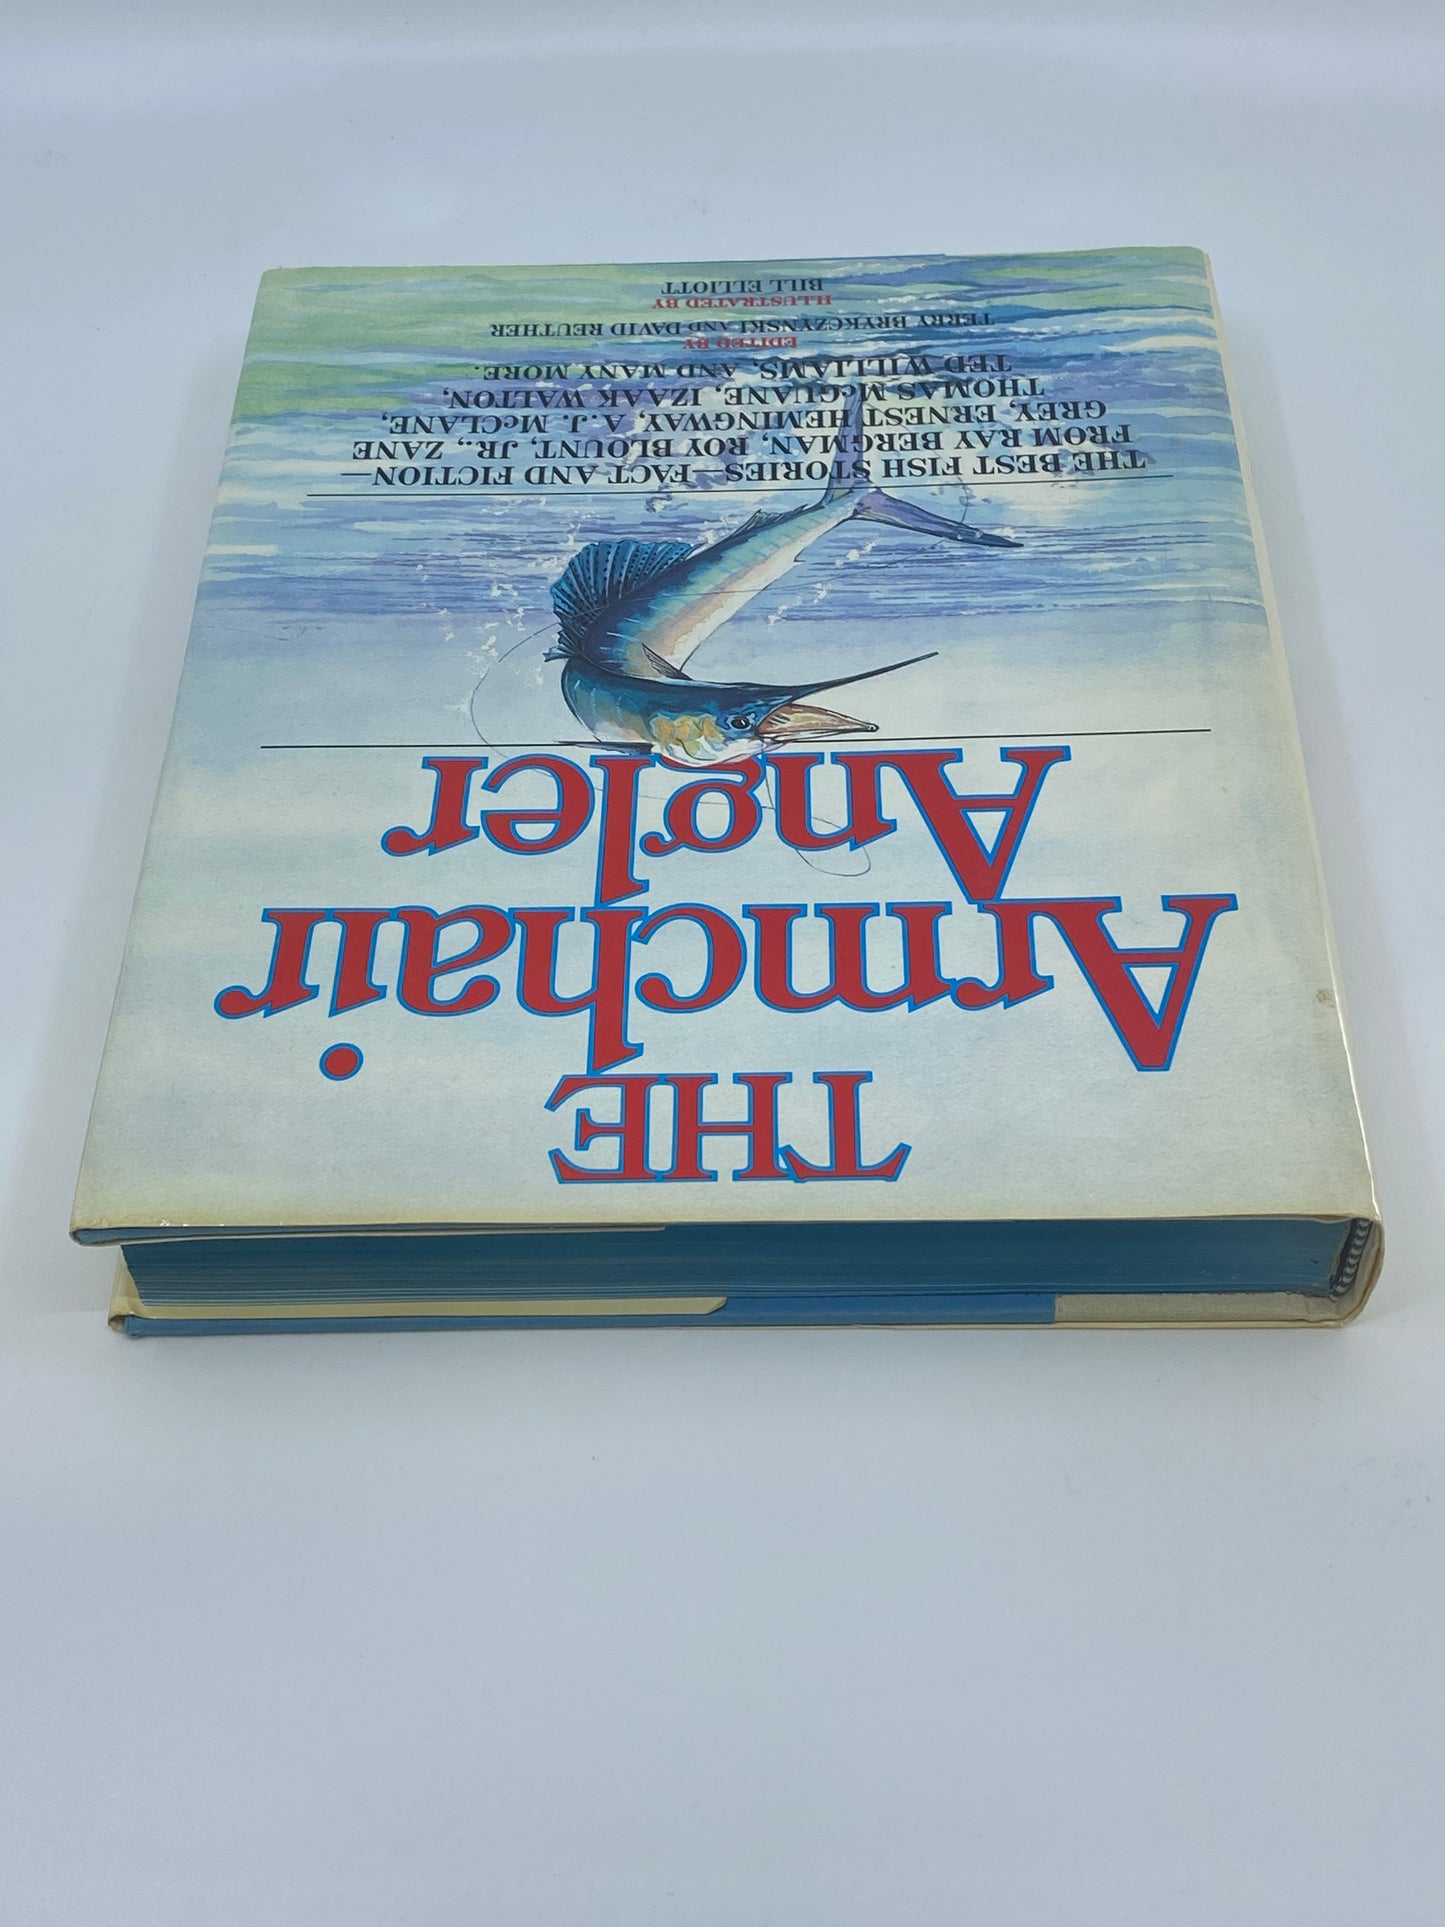 THE
Armchair
Angler
THE BEST FISH STORIES—FACT AND FICTION—
FROM RAY BERGMAN, ROY BLOUNT, JR., ZANE
GREY, ERNEST HEMINGWAY, A.J. McCLANE,
THOMAS McGUANE, IZAAK WALTON,
TED WILLIAMS, AND MANY MORE.
EDITED BY
TERRY BRYKCZYNSKI AND DAVID REUTHER
ILLUSTRATED BY
BILL ELLIOTT